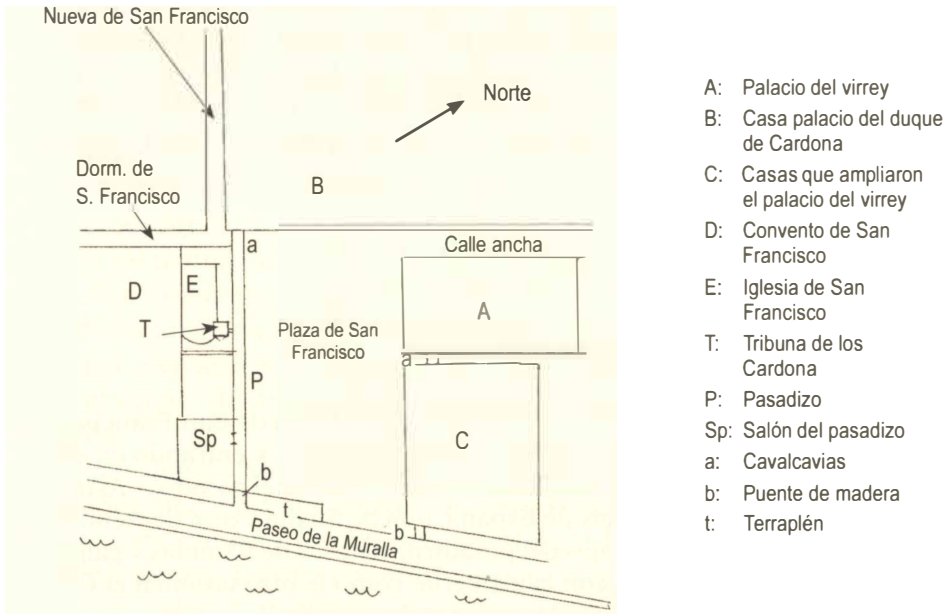 Nueva de San Francisco
Norte
Dorm. de
S. Francisco
B
a
Calle ancha
D
E
A
T
Plaza de San
Francisco
a
P
Sp
C
b
t
b
Paseo de la Muralla
A: Palacio del virrey
B: Casa palacio del duque
de Cardona
C: Casas que ampliaron
el palacio del virrey
D: Convento de San
Francisco
E: Iglesia de San
Francisco
T: Tribuna de los
Cardona
P: Pasadizo
Sp: Salón del pasadizo
a: Cavalcavias
b: Puente de madera
t: Terraplén